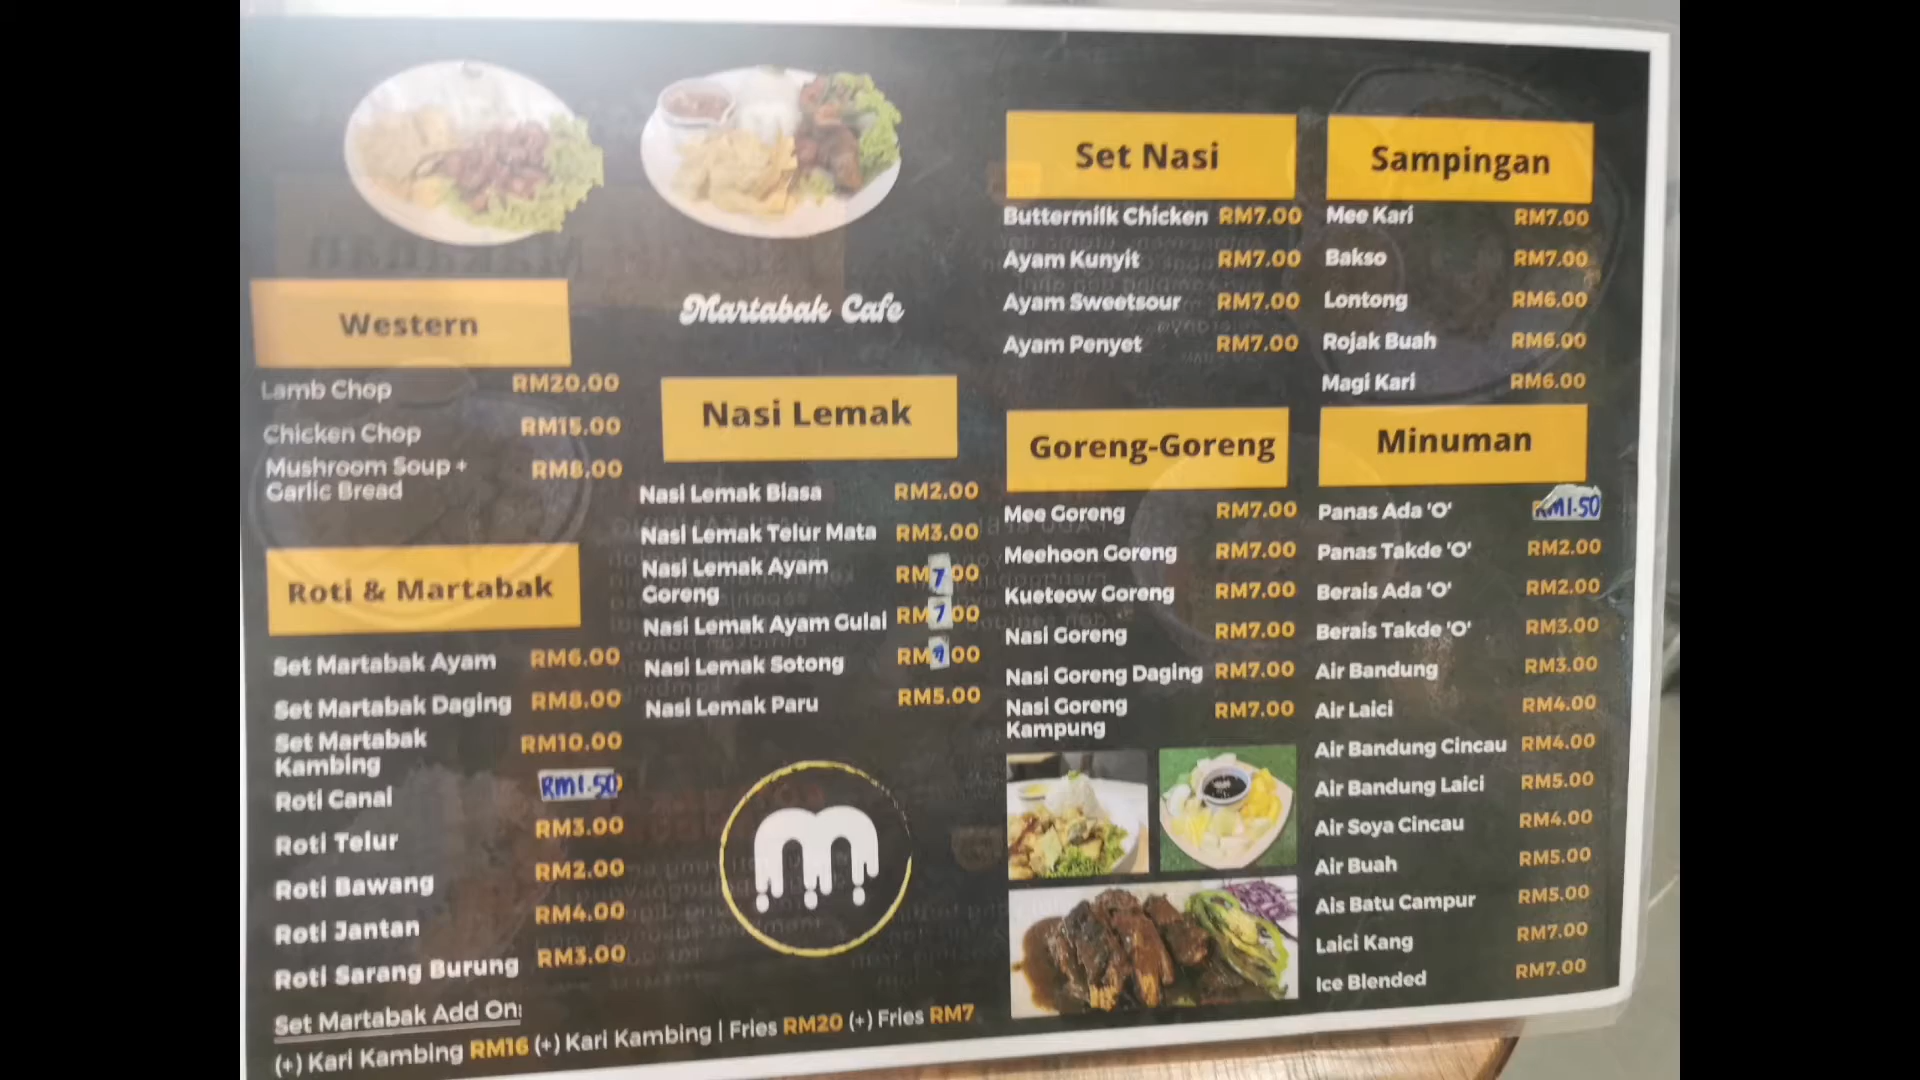 Western
Lamb Chop RM20.00
Chicken Chop RM15.00
Mushroom Soup + RM8.00
Garlic Bread
Roti & Martabak
Set Martabak Ayam RM6.00
Set Martabak Daging RM8.00
Set Martabak
Kambing RM10.00
Roti Canai RM1.50
Roti Telur RM3.00
Roti Bawang RM2.00
Roti Jantan RM4.00
Roti Sarang Burung RM3.00
Set Martabak Add On:
(+) Kari Kambing RM16 (+) Kari Kambing | Fries RM20 (+) Fries RM7
Martabak Cafe
Nasi Lemak
Nasi Lemak Biasa RM2.00
Nasi Lemak Telur Mata RM3.00
Nasi Lemak Ayam
Goreng RM7.00
Nasi Lemak Ayam Gulai RM7.00
Nasi Lemak Sotong RM7.00
Nasi Lemak Paru RM5.00
m
Set Nasi
Buttermilk Chicken RM7.00
Ayam Kunyit RM7.00
Ayam Sweetsour RM7.00
Ayam Penyet RM7.00
Goreng-Goreng
Mee Goreng RM7.00
Meehoon Goreng RM7.00
Kueteow Goreng RM7.00
Nasi Goreng RM7.00
Nasi Goreng Daging RM7.00
Nasi Goreng
Kampung RM7.00
Sampingan
Mee Kari RM7.00
Bakso RM7.00
Lontong RM6.00
Rojak Buah RM6.00
Magi Kari RM6.00
Minuman
Panas Ada 'O' RM1.50
Panas Takde 'O' RM2.00
Berais Ada 'O' RM2.00
Berais Takde 'O' RM3.00
Air Bandung RM3.00
Air Laici RM4.00
Air Bandung Cincau RM4.00
Air Bandung Laici RM5.00
Air Soya Cincau RM4.00
Air Buah RM5.00
Ais Batu Campur RM5.00
Laici Kang RM7.00
Ice Blended RM7.00